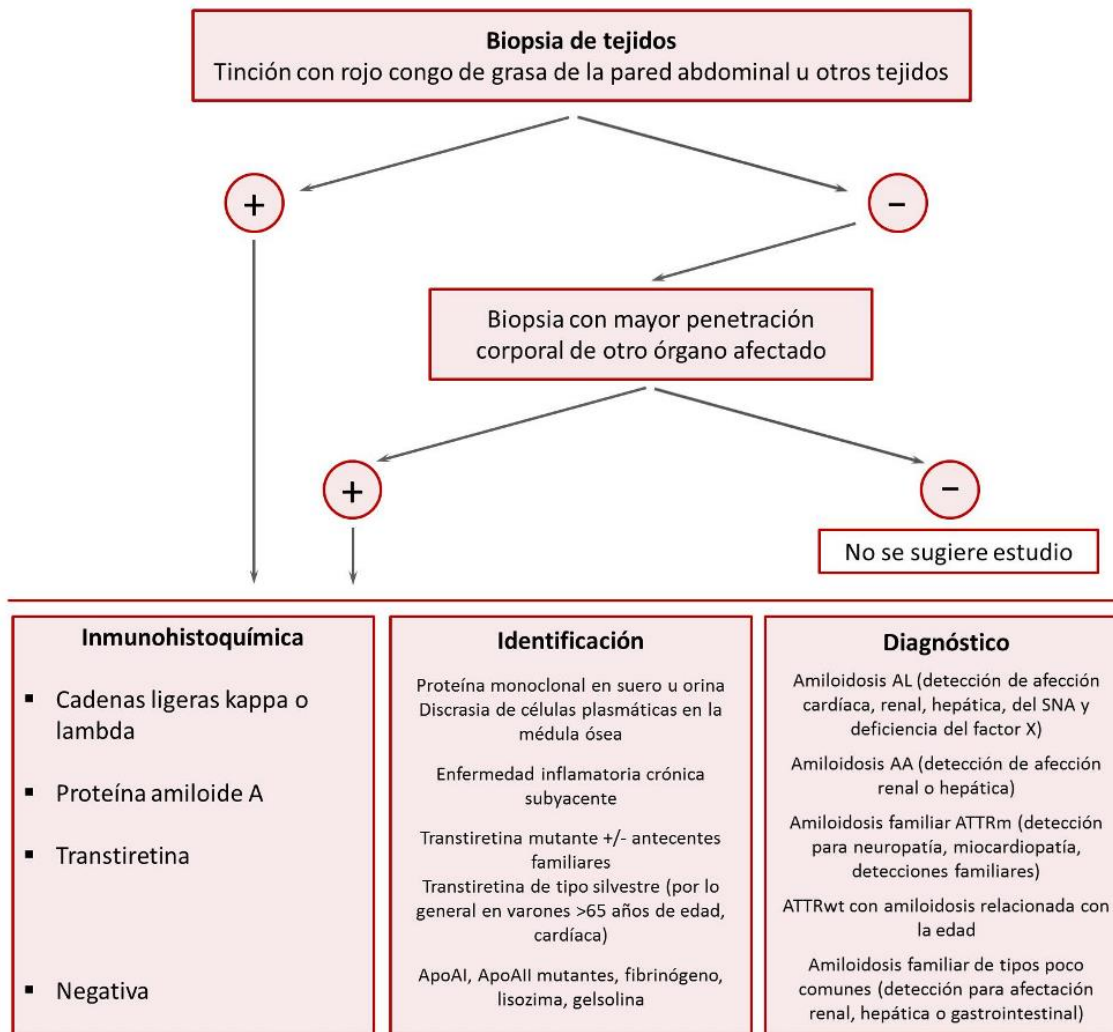 Biopsia de tejidos
Tinción con rojo congo de grasa de la pared abdominal u otros tejidos
+
−
Biopsia con mayor penetración
corporal de otro órgano afectado
+
−
No se sugiere estudio
Inmunohistoquímica
▪ Cadenas ligeras kappa o
lambda
▪ Proteína amiloide A
▪ Transtiretina
▪ Negativa
Identificación
Proteína monoclonal en suero u orina
Discrasia de células plasmáticas en la
médula ósea
Enfermedad inflamatoria crónica
subyacente
Transtiretina mutante +/- antecentes
familiares
Transtiretina de tipo silvestre (por lo
general en varones >65 años de edad,
cardíaca)
ApoAI, ApoAII mutantes, fibrinógeno,
lisozima, gelsolina
Diagnóstico
Amiloidosis AL (detección de afección
cardíaca, renal, hepática, del SNA y
deficiencia del factor X)
Amiloidosis AA (detección de afección
renal o hepática)
Amiloidosis familiar ATTRm (detección
para neuropatía, miocardiopatía,
detecciones familiares)
ATTRwt con amiloidosis relacionada con
la edad
Amiloidosis familiar de tipos poco
comunes (detección para afectación
renal, hepática o gastrointestinal)